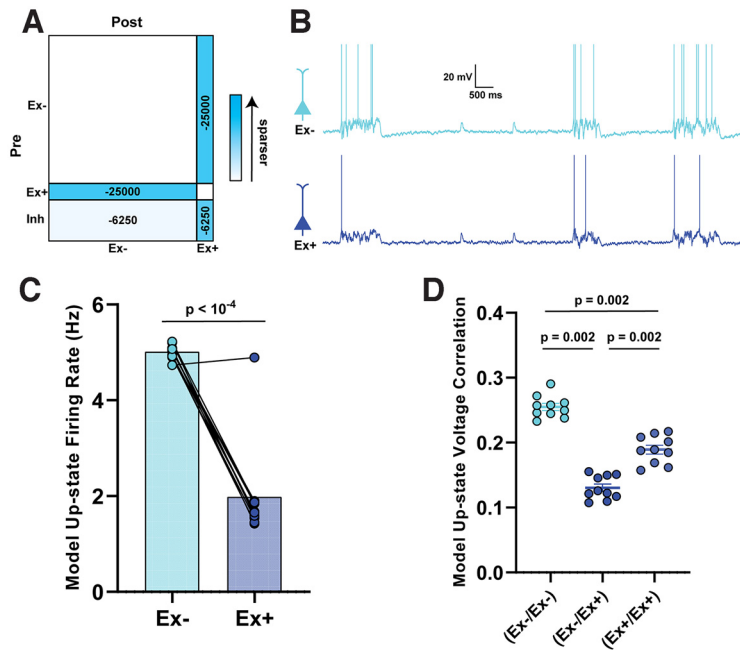 A
Post
Pre
Ex-
Ex+
Inh
-25000
-25000
-6250
-6250
Ex-
Ex+
sparser
B
20 mV
500 ms
Ex-
Ex+
C
Model Up-state Firing Rate (Hz)
6
4
2
0
p < 10-4
Ex-
Ex+
D
Model Up-state Voltage Correlation
0.4
0.3
0.2
0.1
0.0
p = 0.002
p = 0.002
p = 0.002
(Ex-/Ex-)
(Ex-/Ex+)
(Ex+/Ex+)